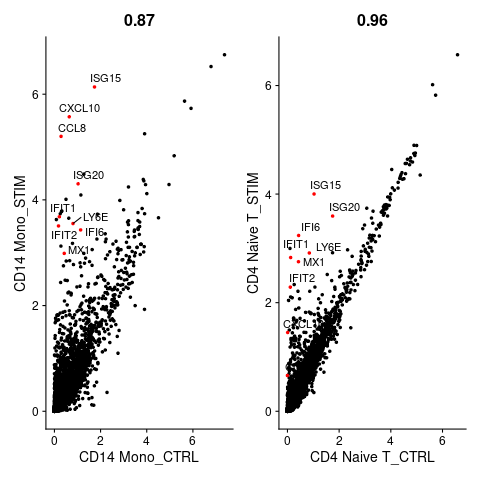 0.87
ISG15
CXCL10
CCL8
ISG20
IFIT1
LY6E
IFIT2
IFI6
MX1
0
2
4
6
0
2
4
6
CD14 Mono_STIM
CD14 Mono_CTRL
0.96
ISG15
ISG20
IFI6
IFIT1
LY6E
MX1
IFIT2
0
2
4
6
0
2
4
6
CD4 Naive T_STIM
CD4 Naive T_CTRL